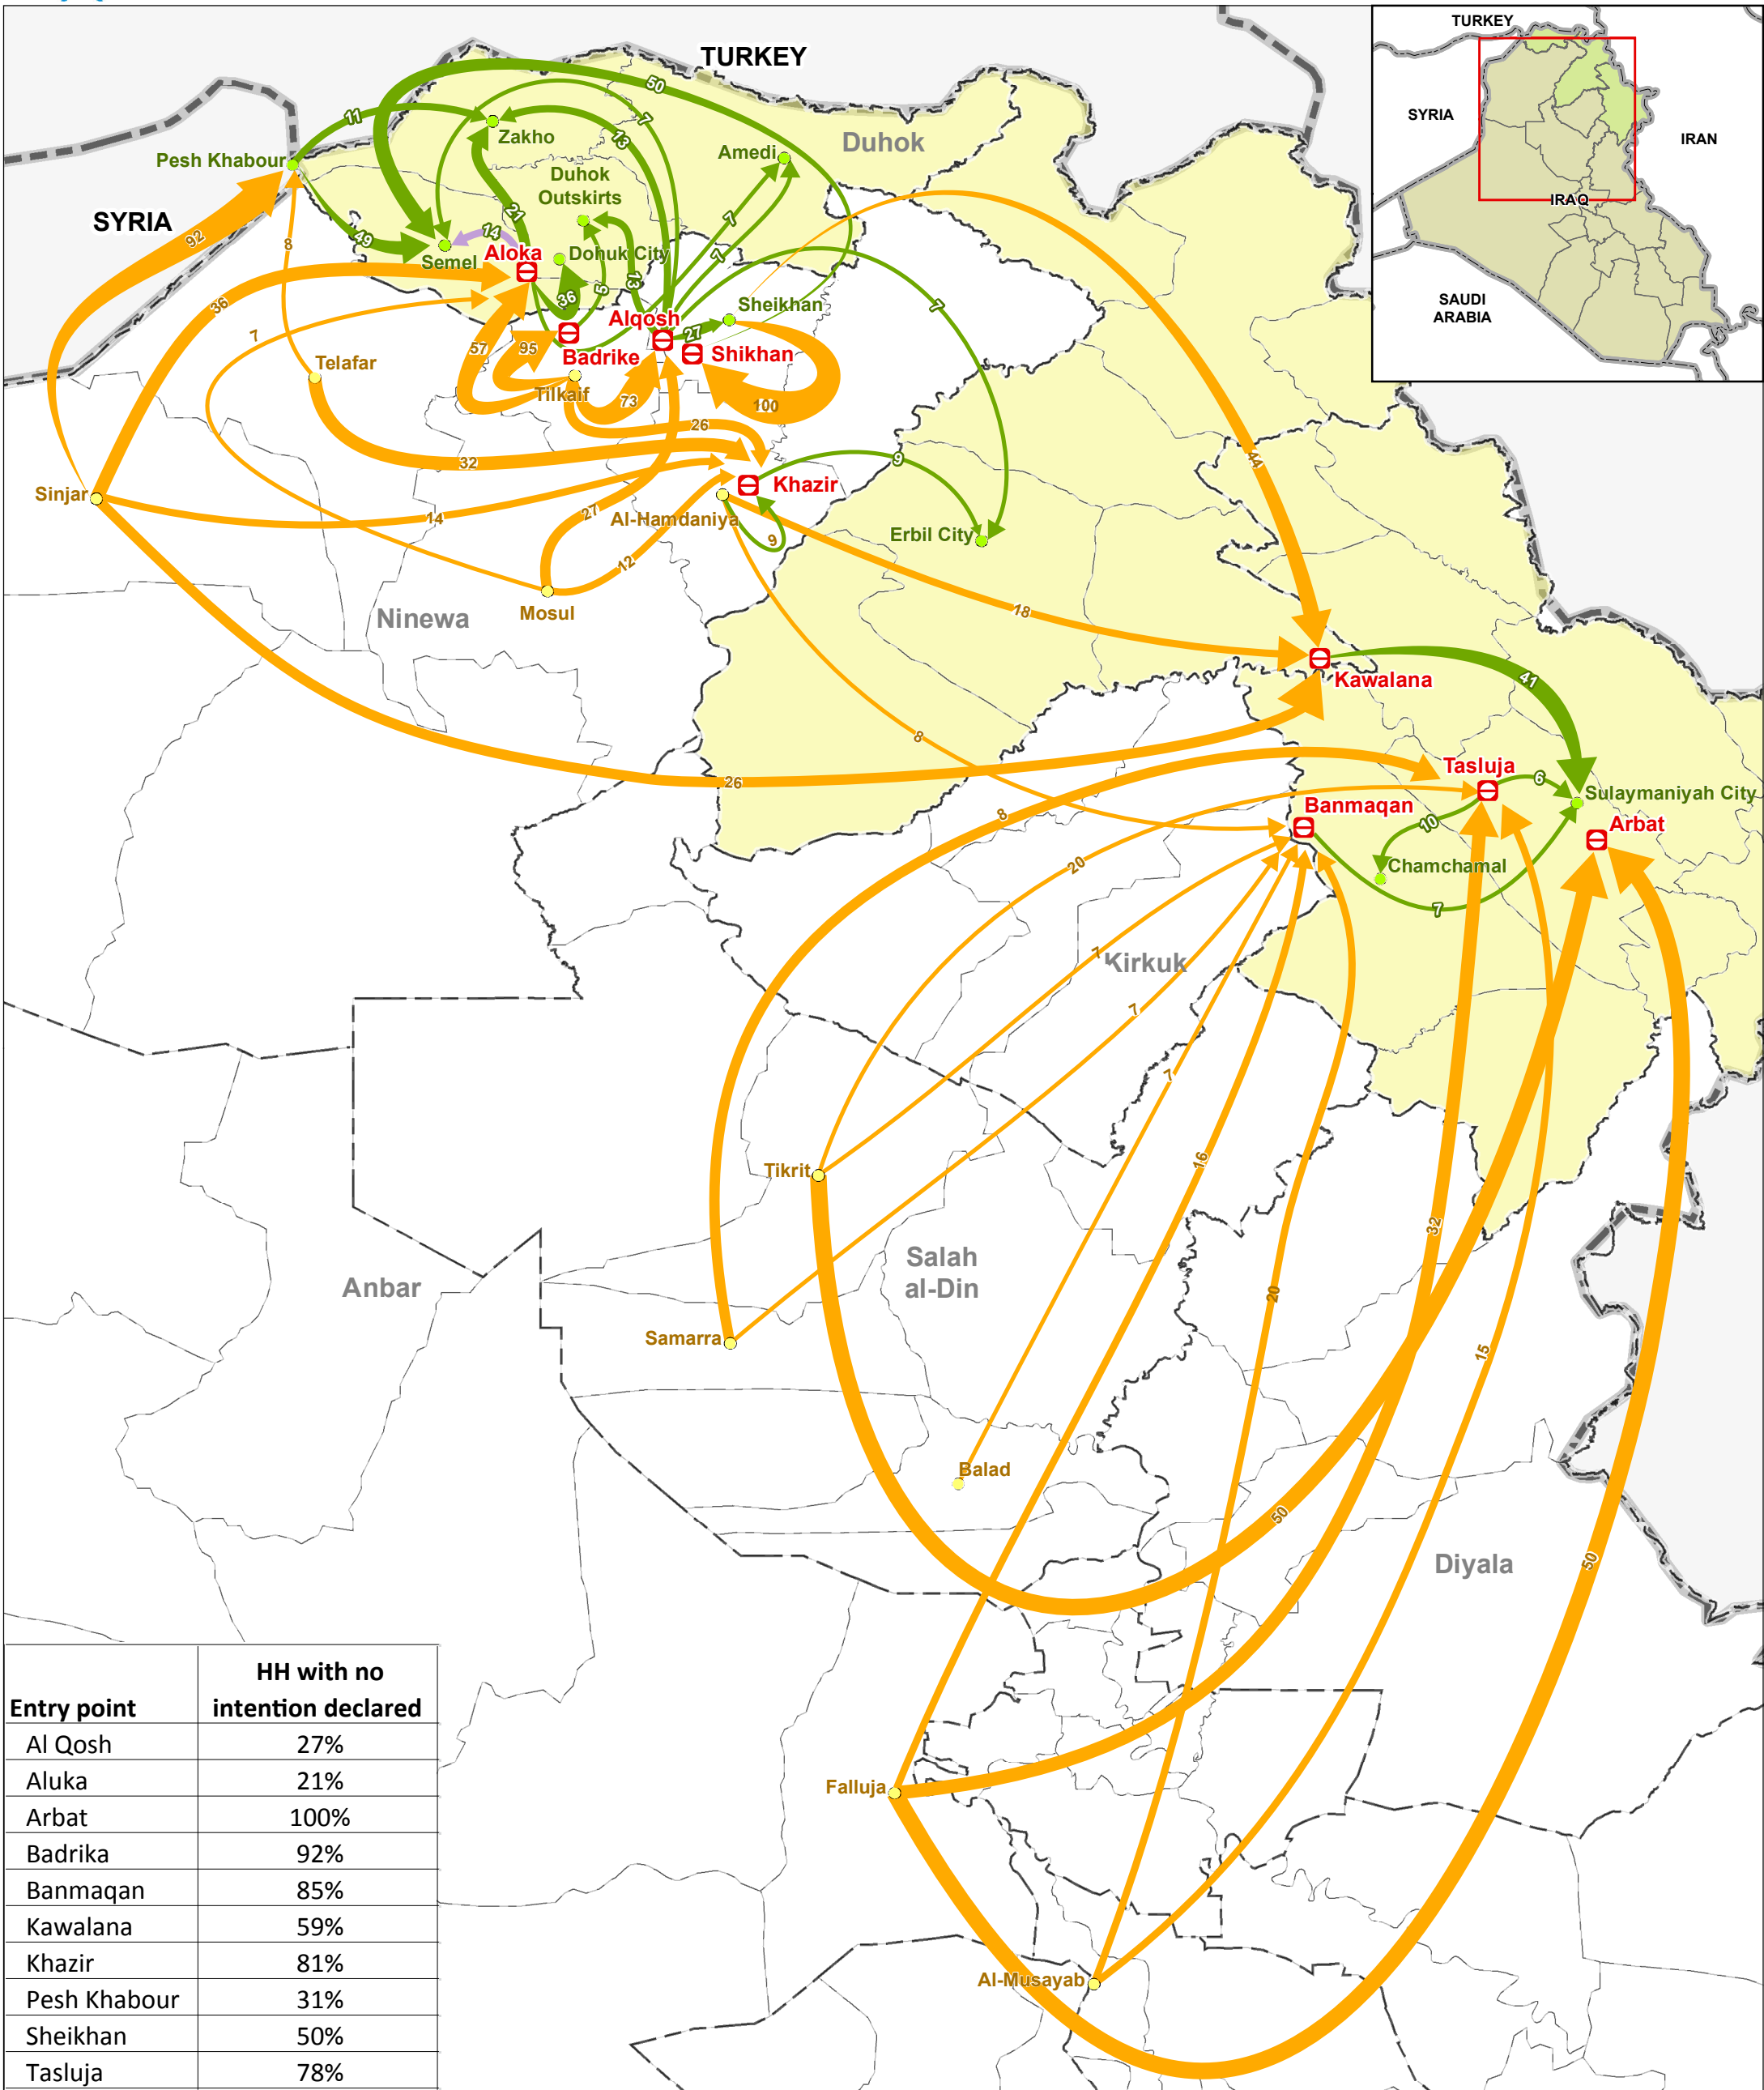 TURKEY
50
11
7
Zakho
13
Amedi
Duhok
Pesh Khabour
Duhok
Outskirts
SYRIA
92
8
49
21
14
7
7
Semel
Aloka
Dohuk City
36
36
5
13
Alqosh
Sheikhan
27
7
7
57
95
Badrike
Shikhan
Telafar
Tilkaif
73
100
26
32
44
9
Khazir
Sinjar
14
27
Al-Hamdaniya
9
Erbil City
12
Mosul
Ninewa
18
Kawalana
41
8
26
Tasluja
6
Sulaymaniyah City
Banmaqan
Arbat
8
10
20
Chamchamal
7
7
Kirkuk
7
7
16
Tikrit
32
Salah
al-Din
Anbar
20
Samarra
15
Balad
50
50
Diyala
Falluja
Al-Musayab
TURKEY
SYRIA
IRAN
IRAQ
SAUDI
ARABIA
Entry point HH with no
intention declared
Al Qosh 27%
Aluka 21%
Arbat 100%
Badrika 92%
Banmaqan 85%
Kawalana 59%
Khazir 81%
Pesh Khabour 31%
Sheikhan 50%
Tasluja 78%